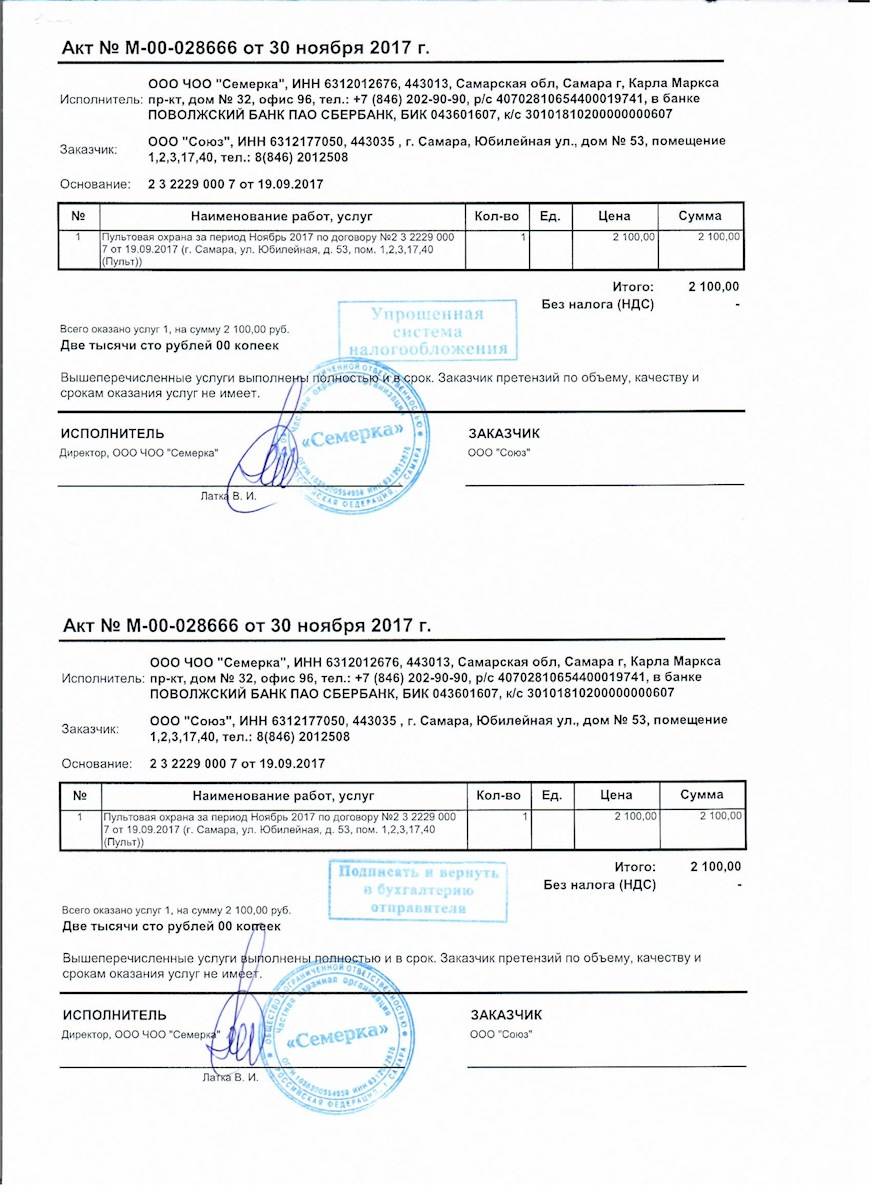 Акт № М-00-028666 от 30 ноября 2017 г.
ООО ЧОО "Семерка", ИНН 6312012676, 443013, Самарская обл, Самара г, Карла Маркса
Исполнитель: пр-кт, дом № 32, офис 96, тел.: +7 (846) 202-90-90, р/с 40702810654400019741, в банке
ПОВОЛЖСКИЙ БАНК ПАО СБЕРБАНК, БИК 043601607, к/с 30101810200000000607
ООО "Союз", ИНН 6312177050, 443035 , г. Самара, Юбилейная ул., дом № 53, помещение
Заказчик: 1,2,3,17,40, тел.: 8(846) 2012508
Основание: 2 3 2229 000 7 от 19.09.2017
№ Наименование работ, услуг Кол-во Ед. Цена Сумма
1 Пультовая охрана за период Ноябрь 2017 по договору №2 3 2229 000 1 2 100,00 2 100,00
7 от 19.09.2017 (г. Самара, ул. Юбилейная, д. 53, пом. 1,2,3,17,40
(Пульт))
Итого: 2 100,00
Без налога (НДС) -
Упрощенная
система
налогообложения
Всего оказано услуг 1, на сумму 2 100,00 руб.
Две тысячи сто рублей 00 копеек
Вышеперечисленные услуги выполнены полностью и в срок. Заказчик претензий по объему, качеству и
срокам оказания услуг не имеет.
ИСПОЛНИТЕЛЬ ЗАКАЗЧИК
Директор, ООО ЧОО "Семерка" ООО "Союз"
«Семерка»
Латка В. И.
Акт № М-00-028666 от 30 ноября 2017 г.
ООО ЧОО "Семерка", ИНН 6312012676, 443013, Самарская обл, Самара г, Карла Маркса
Исполнитель: пр-кт, дом № 32, офис 96, тел.: +7 (846) 202-90-90, р/с 40702810654400019741, в банке
ПОВОЛЖСКИЙ БАНК ПАО СБЕРБАНК, БИК 043601607, к/с 30101810200000000607
ООО "Союз", ИНН 6312177050, 443035 , г. Самара, Юбилейная ул., дом № 53, помещение
Заказчик: 1,2,3,17,40, тел.: 8(846) 2012508
Основание: 2 3 2229 000 7 от 19.09.2017
№ Наименование работ, услуг Кол-во Ед. Цена Сумма
1 Пультовая охрана за период Ноябрь 2017 по договору №2 3 2229 000 1 2 100,00 2 100,00
7 от 19.09.2017 (г. Самара, ул. Юбилейная, д. 53, пом. 1,2,3,17,40
(Пульт))
Итого: 2 100,00
Без налога (НДС) -
Подписать и вернуть
в бухгалтерию
отправителя
Всего оказано услуг 1, на сумму 2 100,00 руб.
Две тысячи сто рублей 00 копеек
Вышеперечисленные услуги выполнены полностью и в срок. Заказчик претензий по объему, качеству и
срокам оказания услуг не имеет.
ИСПОЛНИТЕЛЬ ЗАКАЗЧИК
Директор, ООО ЧОО "Семерка" ООО "Союз"
ОБЩЕСТВО С ОГРАНИЧЕННОЙ ОТВЕТСТВЕННОСТЬЮ
Частная охранная организация
«Семерка»
РОССИЙСКАЯ ФЕДЕРАЦИЯ, г. САМАРА
Латка В. И.